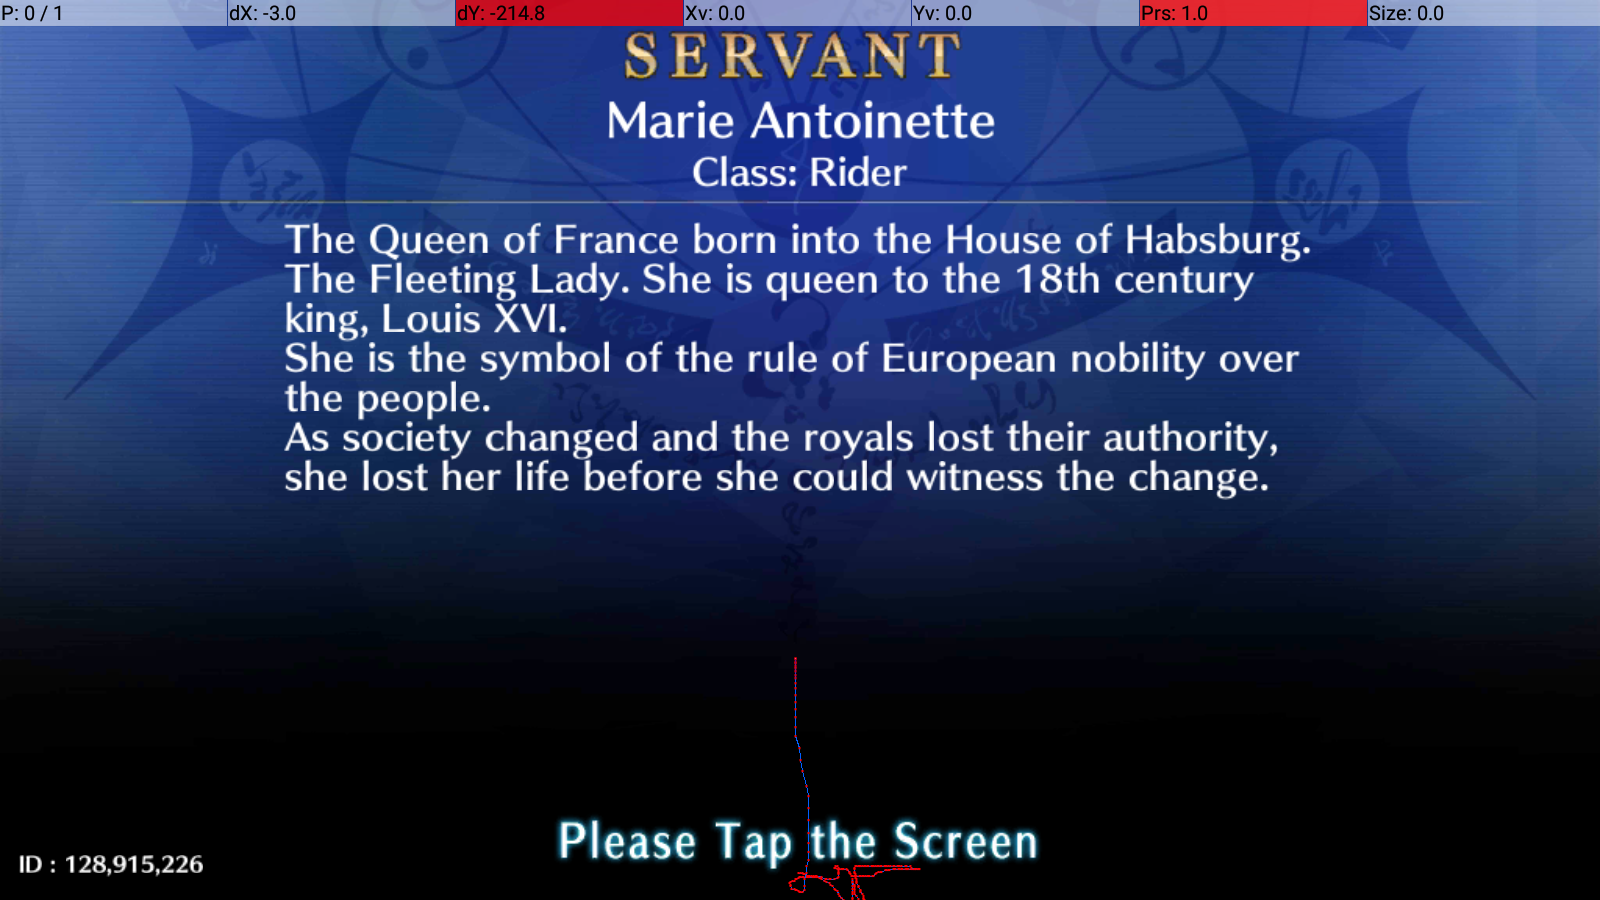 P: 0 / 1 dX: -3.0 dY: -214.8 Xv: 0.0 Yv: 0.0 Prs: 1.0 Size: 0.0
SERVANT
Marie Antoinette
Class: Rider
The Queen of France born into the House of Habsburg.
The Fleeting Lady. She is queen to the 18th century
king, Louis XVI.
She is the symbol of the rule of European nobility over
the people.
As society changed and the royals lost their authority,
she lost her life before she could witness the change.
Please Tap the Screen
ID : 128,915,226